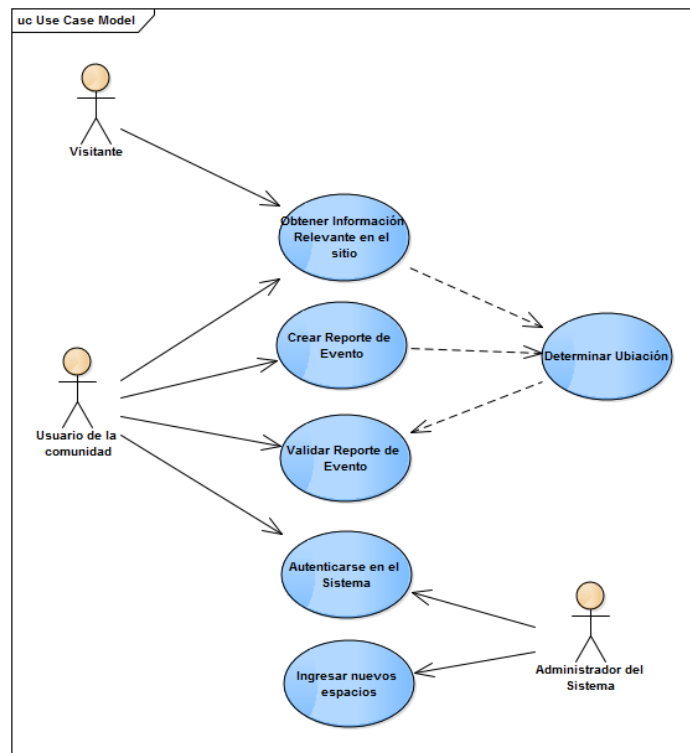 uc Use Case Model
Visitante
Obtener Información
Relevante en el
sitio
Crear Reporte de
Evento
Determinar Ubiación
Usuario de la
comunidad
Validar Reporte de
Evento
Autenticarse en el
Sistema
Ingresar nuevos
espacios
Administrador del
Sistema